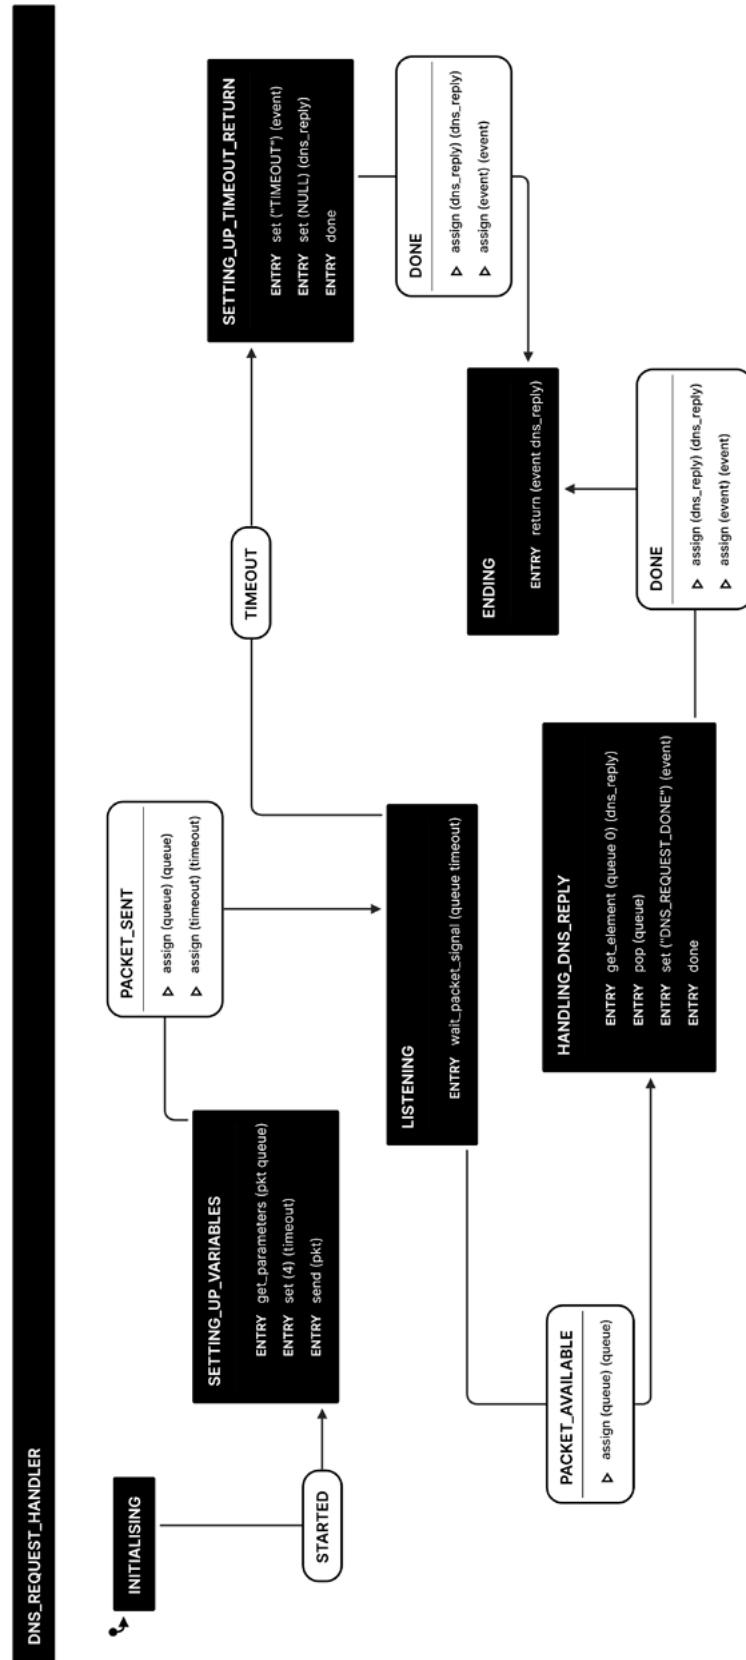 DNS_REQUEST_HANDLER
INITIALISING
STARTED
SETTING_UP_VARIABLES
ENTRY get_parameters (pkt queue)
ENTRY set (4) (timeout)
ENTRY send (pkt)
PACKET_SENT
assign (queue) (queue)
assign (timeout) (timeout)
LISTENING
ENTRY wait_packet_signal (queue timeout)
TIMEOUT
SETTING_UP_TIMEOUT_RETURN
ENTRY set ("TIMEOUT") (event)
ENTRY set (NULL) (dns_reply)
ENTRY done
DONE
assign (dns_reply) (dns_reply)
assign (event) (event)
PACKET_AVAILABLE
assign (queue) (queue)
HANDLING_DNS_REPLY
ENTRY get_element (queue 0) (dns_reply)
ENTRY pop (queue)
ENTRY set ("DNS_REQUEST_DONE") (event)
ENTRY done
DONE
assign (dns_reply) (dns_reply)
assign (event) (event)
ENDING
ENTRY return (event dns_reply)